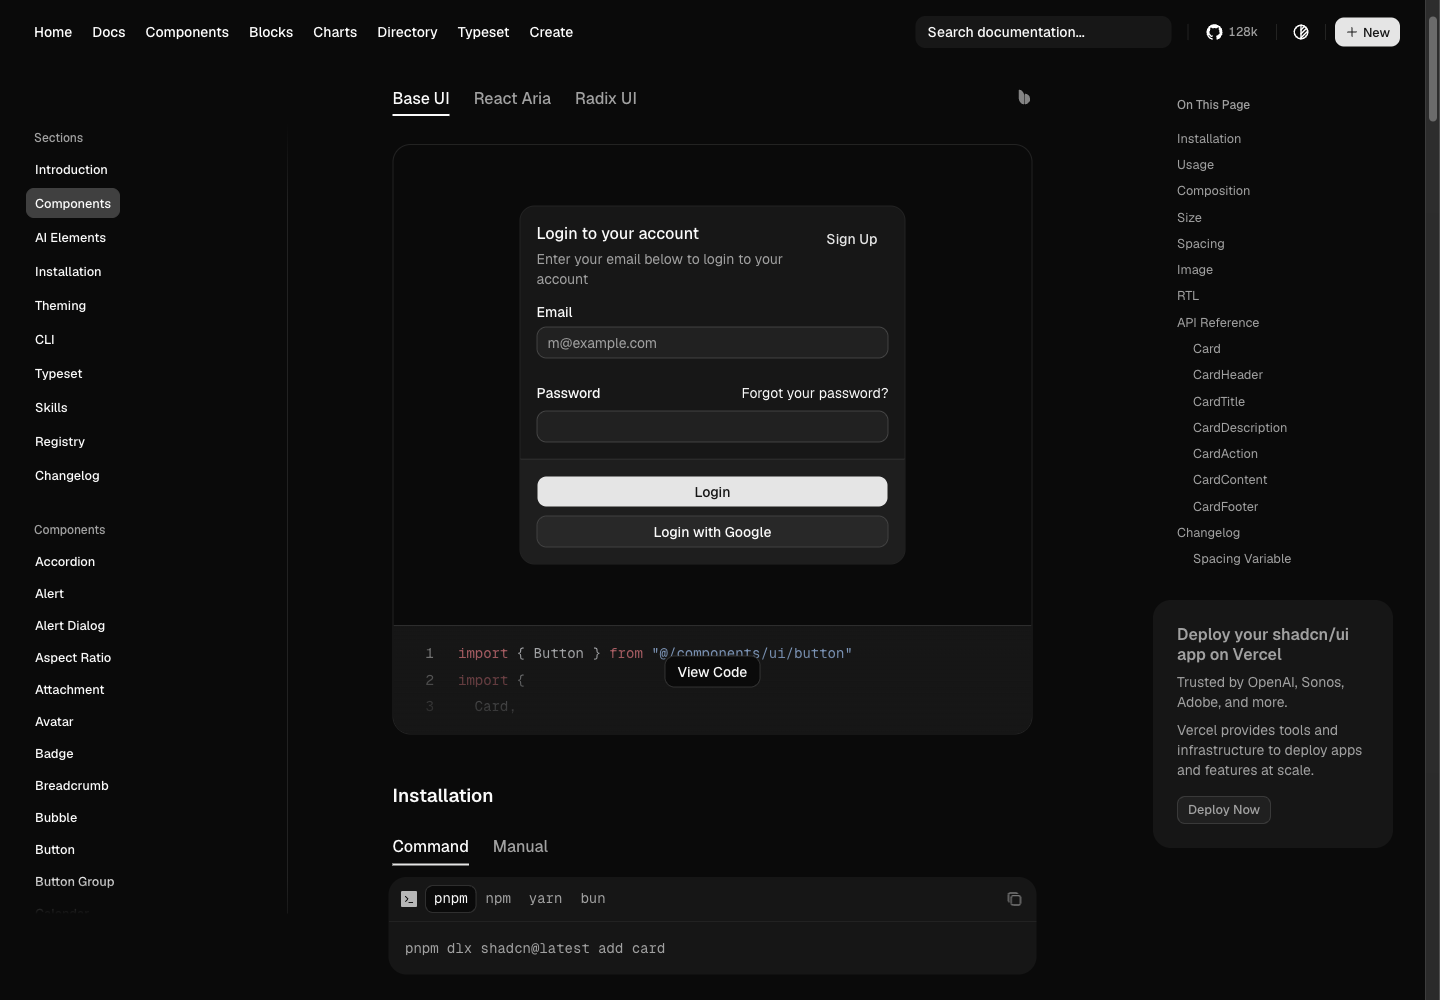 Home Docs Components Blocks Charts Directory Typeset Create
Search documentation...
128k
New
Sections
Introduction
Components
AI Elements
Installation
Theming
CLI
Typeset
Skills
Registry
Changelog
Components
Accordion
Alert
Alert Dialog
Aspect Ratio
Attachment
Avatar
Badge
Breadcrumb
Bubble
Button
Button Group
Calendar
Base UI React Aria Radix UI
Login to your account
Sign Up
Enter your email below to login to your
account
Email
m@example.com
Password Forgot your password?
Login
Login with Google
1 import { Button } from "@/components/ui/button"
2 import {
3 Card,
View Code
Installation
Command Manual
pnpm npm yarn bun
pnpm dlx shadcn@latest add card
On This Page
Installation
Usage
Composition
Size
Spacing
Image
RTL
API Reference
Card
CardHeader
CardTitle
CardDescription
CardAction
CardContent
CardFooter
Changelog
Spacing Variable
Deploy your shadcn/ui
app on Vercel
Trusted by OpenAI, Sonos,
Adobe, and more.
Vercel provides tools and
infrastructure to deploy apps
and features at scale.
Deploy Now